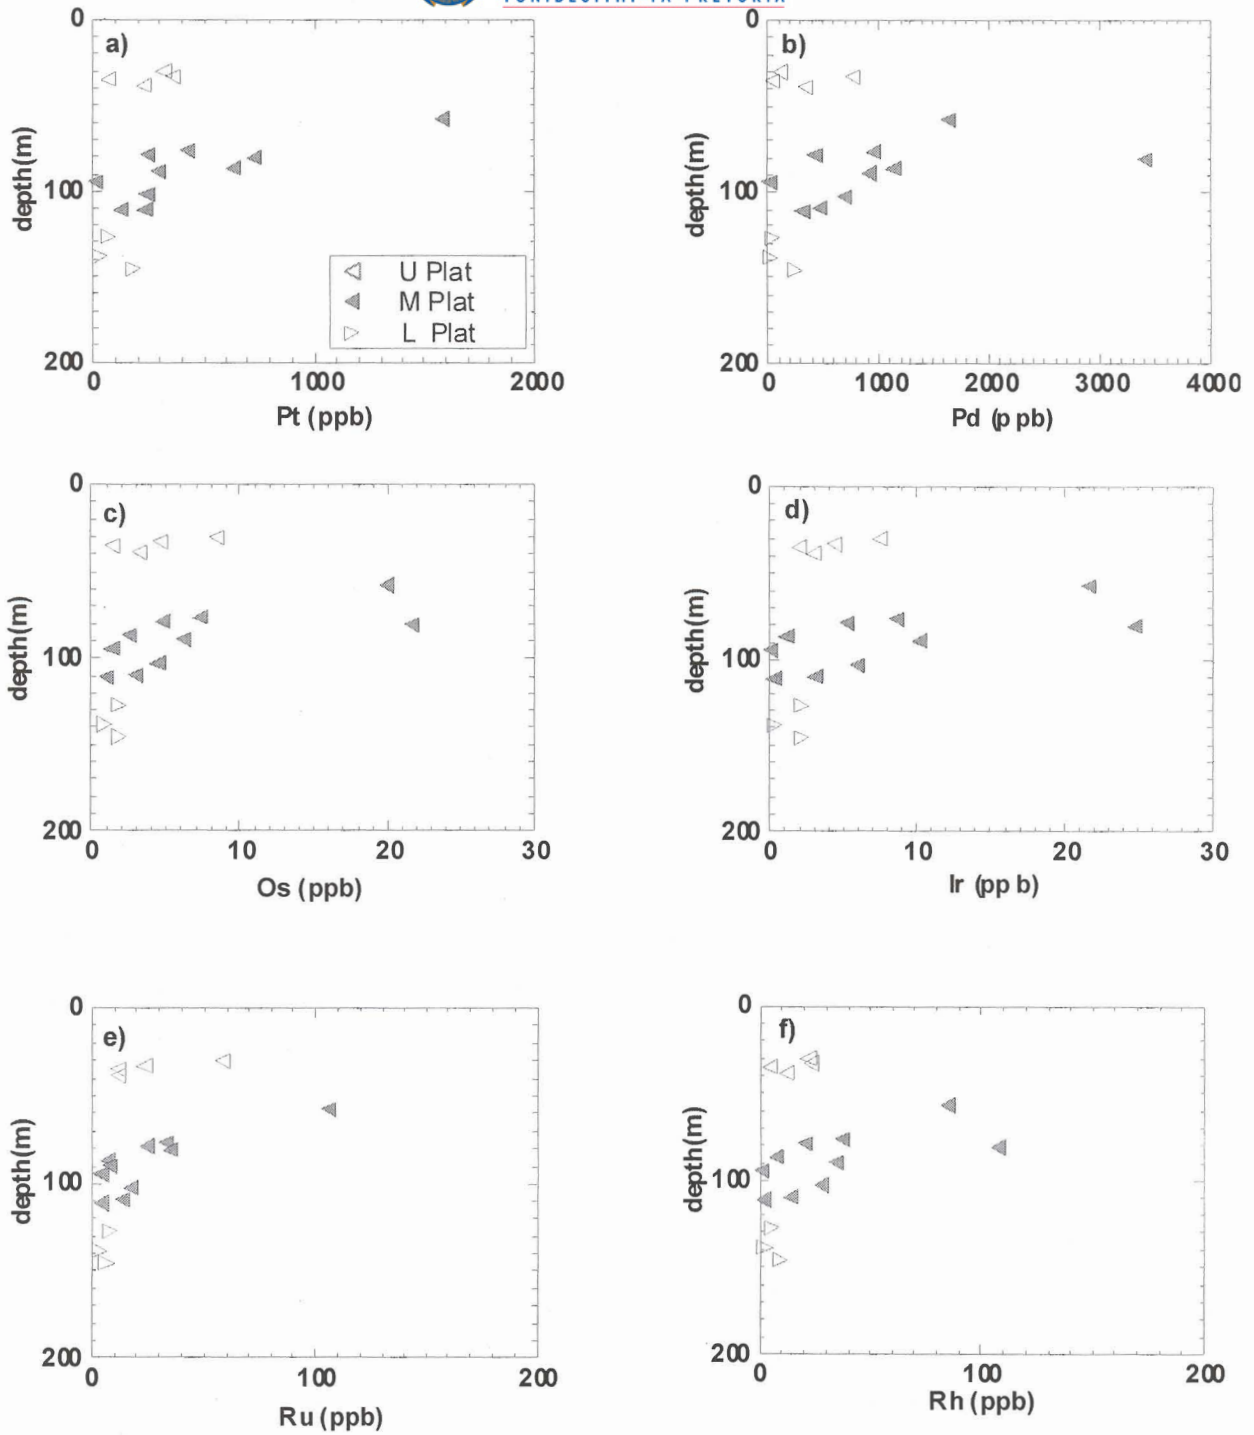 YUNIBESITHI YA PRETORIA
a)
0
100
200
depth(m)
U Plat
M Plat
L Plat
0 1000 2000
Pt (ppb)
b)
0
100
200
depth(m)
0 1000 2000 3000 4000
Pd (p pb)
c)
0
100
200
depth(m)
0 10 20 30
Os (ppb)
d)
0
100
200
depth(m)
0 10 20 30
Ir (pp b)
e)
0
100
200
depth(m)
0 100 200
Ru (ppb)
f)
0
100
200
depth(m)
0 100 200
Rh (ppb)